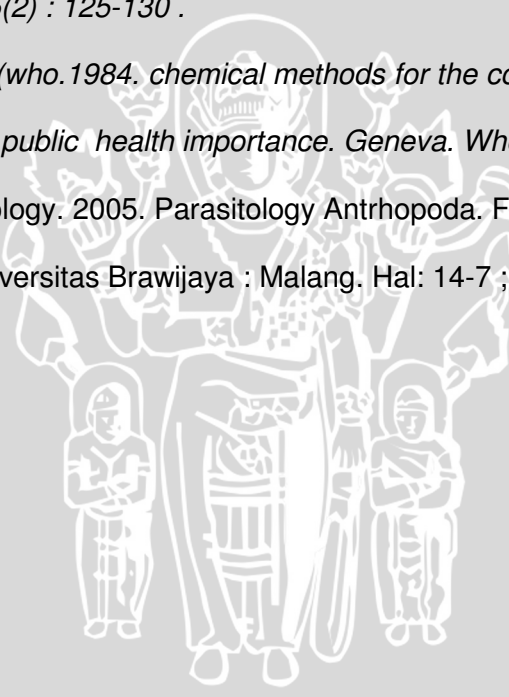 (2) : 125-130 .
(who.1984. chemical methods for the co
public health importance. Geneva. Wh
ology. 2005. Parasitology Antrhopoda. F
versitas Brawijaya : Malang. Hal: 14-7 ;